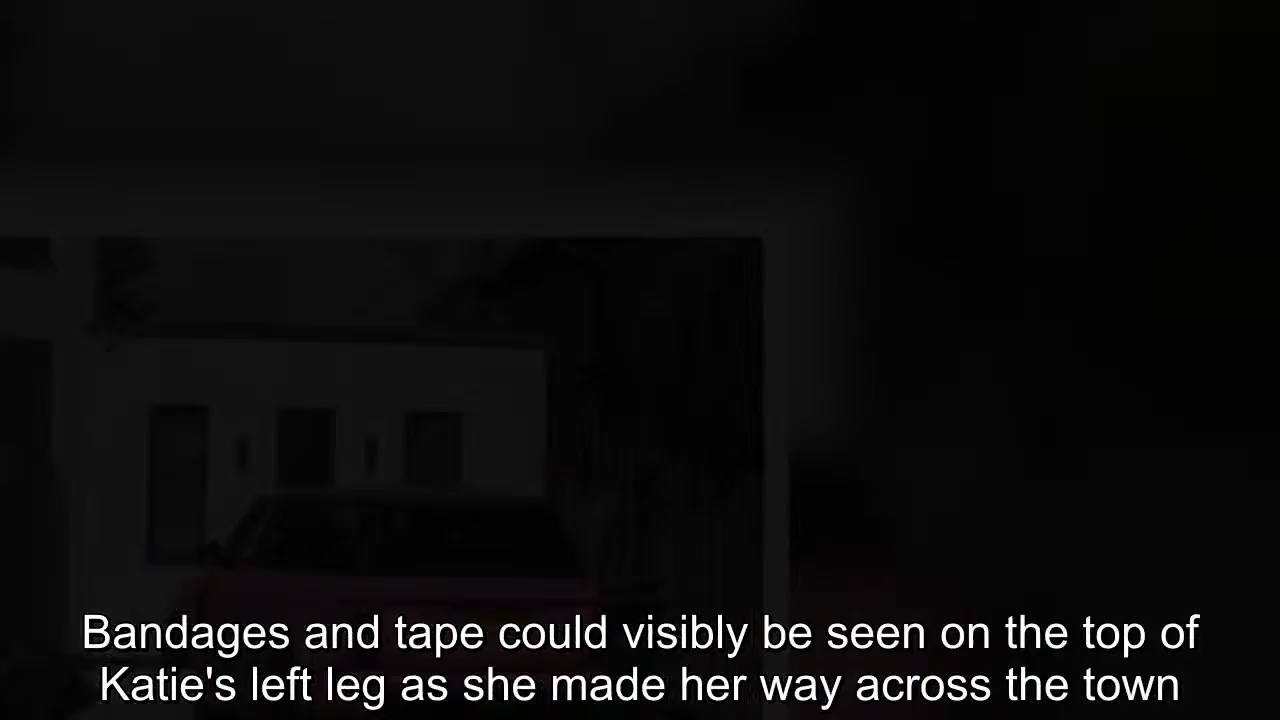 Bandages and tape could visibly be seen on the top of
Katie's left leg as she made her way across the town